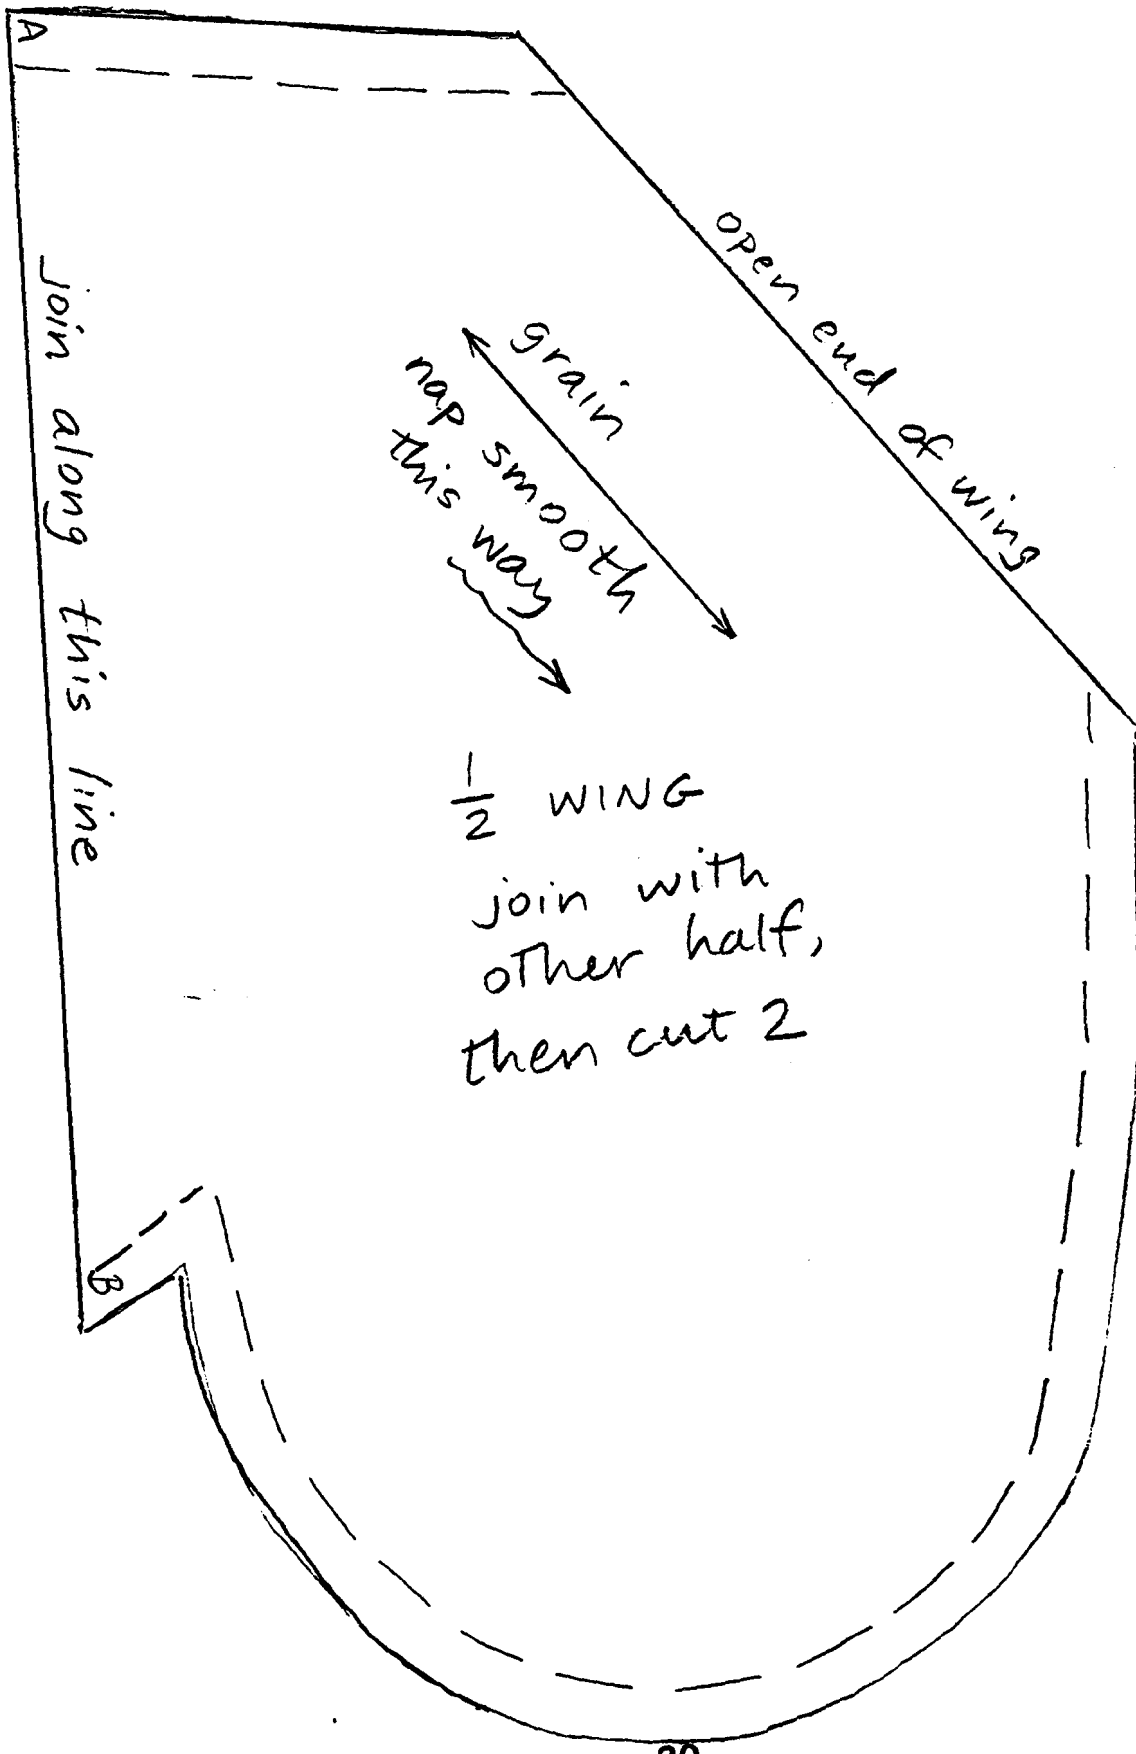 A
open end of wing
grain
nap smooth
this way
join along this line
1/2 WING
join with
other half,
then cut 2
B